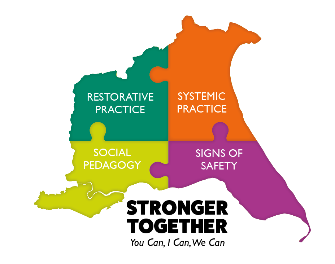 RESTORATIVE
PRACTICE
SYSTEMIC
PRACTICE
SOCIAL
PEDAGOGY
SIGNS OF
SAFETY
STRONGER
TOGETHER
You Can, I Can, We Can